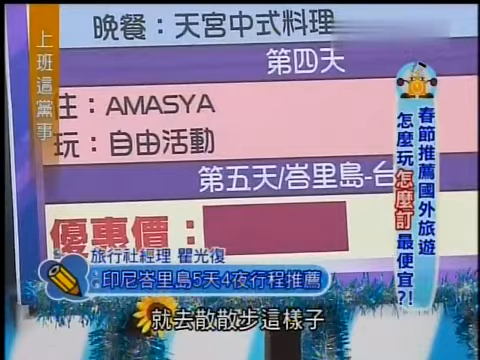 晚餐：天宮中式料理
第四天
住：AMASYA
玩：自由活動
第五天/峇里島-台
優惠價：
上班這黨事
春節推薦國外旅遊
怎麼玩怎麼訂最便宜?!
旅行社經理 瞿光復
印尼峇里島5天4夜行程推薦
就去散散步這樣子